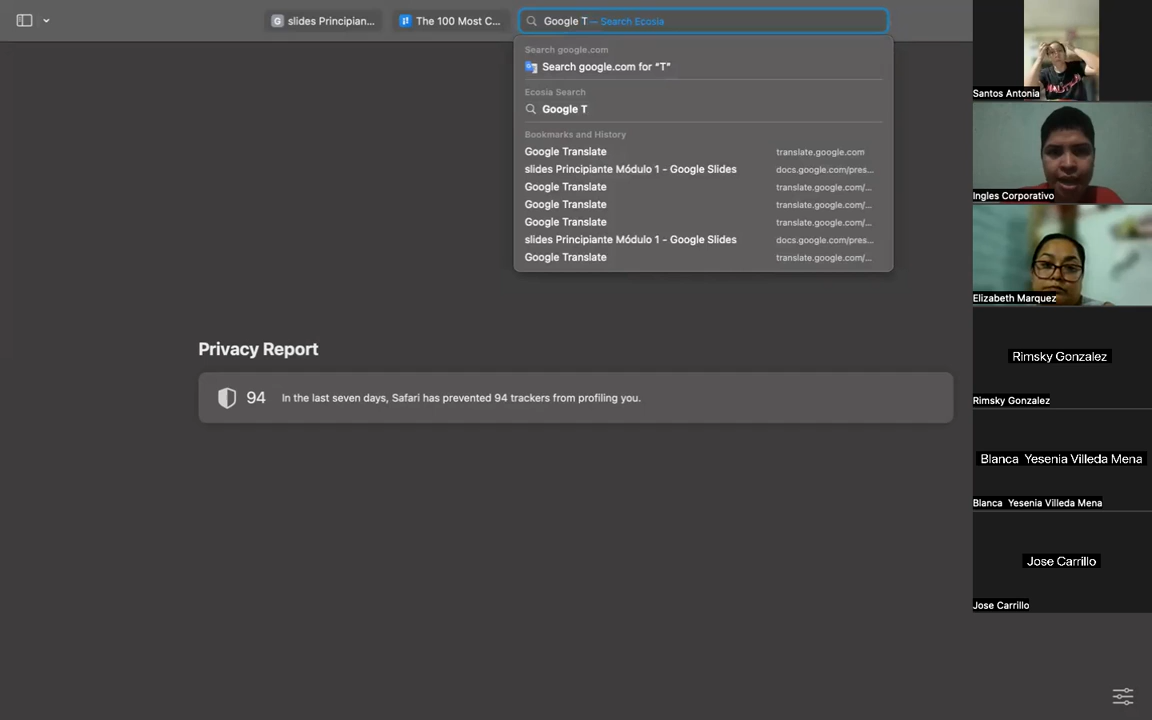 slides Principian...
The 100 Most C...
Google T — Search Ecosia
Search google.com
Search google.com for “T”
Ecosia Search
Google T
Bookmarks and History
Google Translate translate.google.com
slides Principiante Módulo 1 - Google Slides docs.google.com/pres...
Google Translate translate.google.com/...
Google Translate translate.google.com/...
Google Translate translate.google.com/...
slides Principiante Módulo 1 - Google Slides docs.google.com/pres...
Google Translate translate.google.com/...
Privacy Report
94 In the last seven days, Safari has prevented 94 trackers from profiling you.
Santos Antonia
Ingles Corporativo
Elizabeth Marquez
Rimsky Gonzalez
Rimsky Gonzalez
Blanca Yesenia Villeda Mena
Blanca Yesenia Villeda Mena
Jose Carrillo
Jose Carrillo